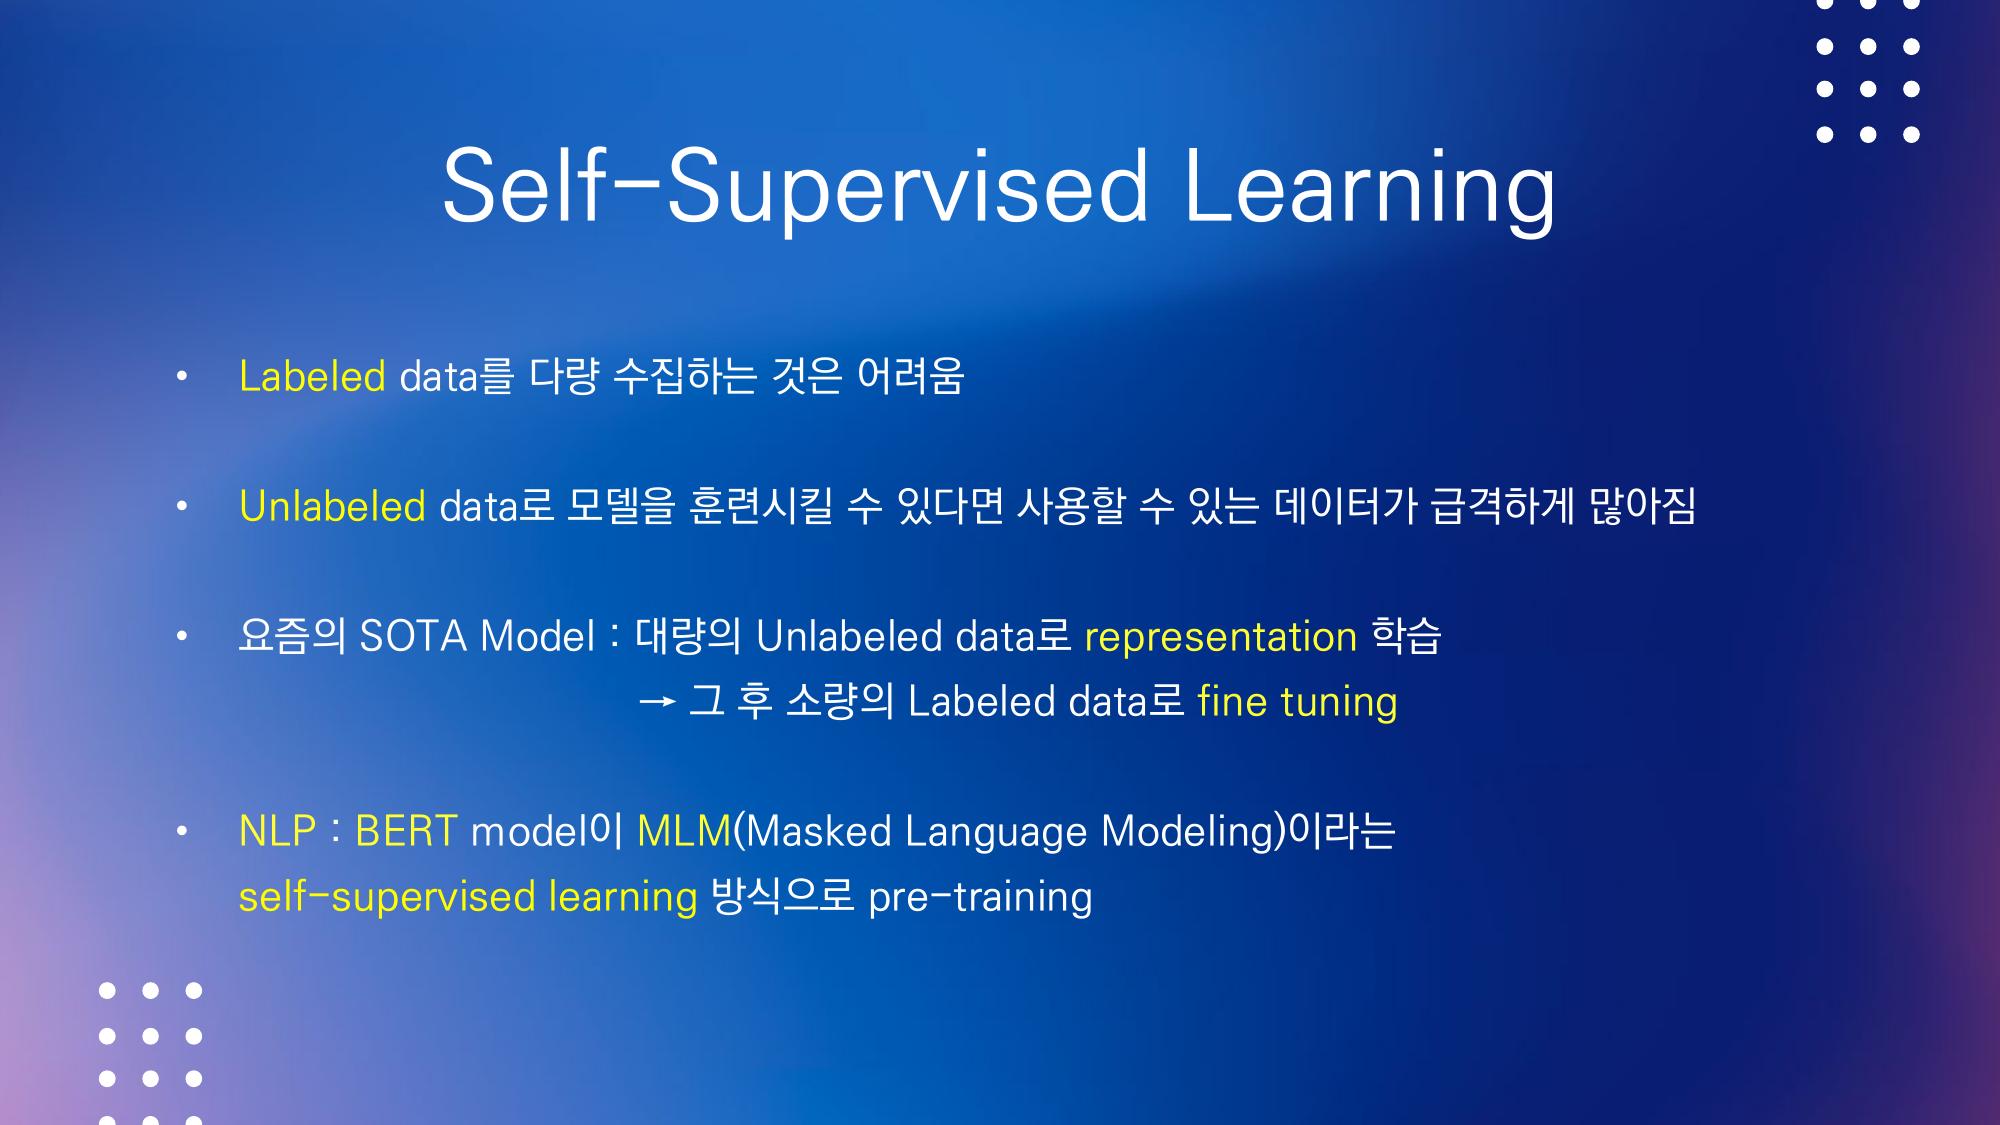 Self-Supervised Learning
• Labeled data를 다량 수집하는 것은 어려움
• Unlabeled data로 모델을 훈련시킬 수 있다면 사용할 수 있는 데이터가 급격하게 많아짐
• 요즘의 SOTA Model : 대량의 Unlabeled data로 representation 학습
→ 그 후 소량의 Labeled data로 fine tuning
• NLP : BERT model이 MLM(Masked Language Modeling)이라는
self-supervised learning 방식으로 pre-training